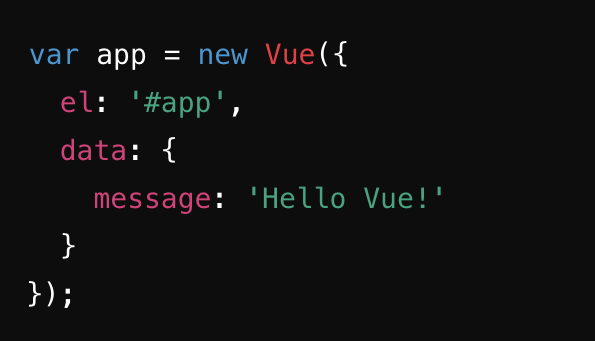 var app = new Vue({
  el: '#app',
  data: {
    message: 'Hello Vue!'
  }
});